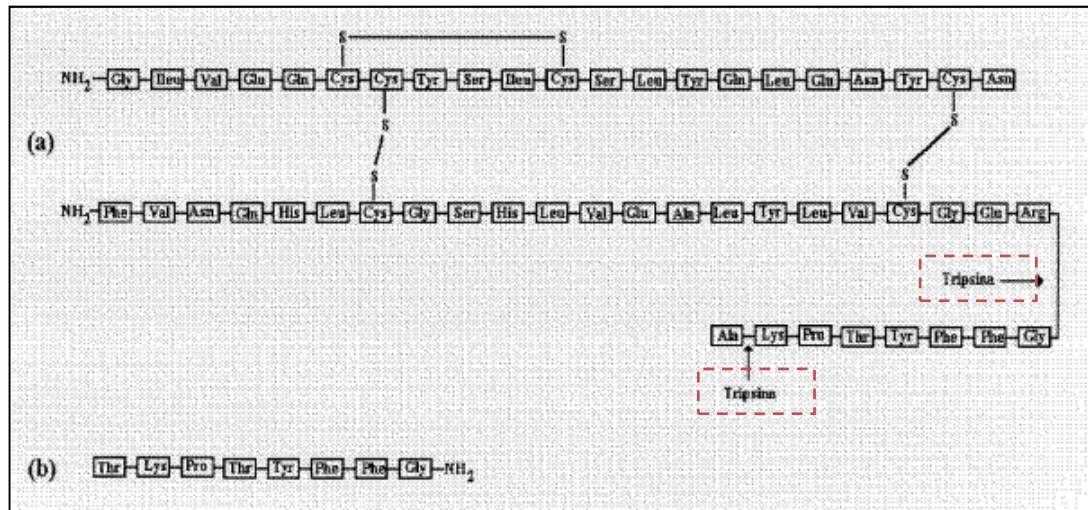 S S
NH2 Gly Ileu Val Glu Gln Cys Cys Tyr Ser Ileu Cys Ser Leu Tyr Gln Leu Glu Asn Tyr Cys Asn
S S
(a)
S S
NH2 Phe Val Asn Gln His Leu Cys Gly Ser His Leu Val Glu Ala Leu Tyr Leu Val Cys Gly Glu Arg
Tripsina
Ala Lys Pro Thr Tyr Phe Phe Gly
Tripsina
(b) Thr Lys Pro Thr Tyr Phe Phe Gly NH2